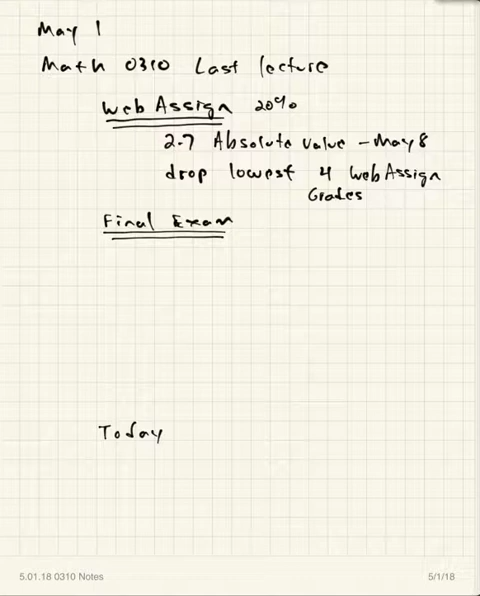 May 1
Math 0310 Last lecture
WebAssign 20%
2.7 Absolute Value – May 8
drop lowest 4 WebAssign
Grades
Final Exam
Today
5.01.18 0310 Notes
5/1/18